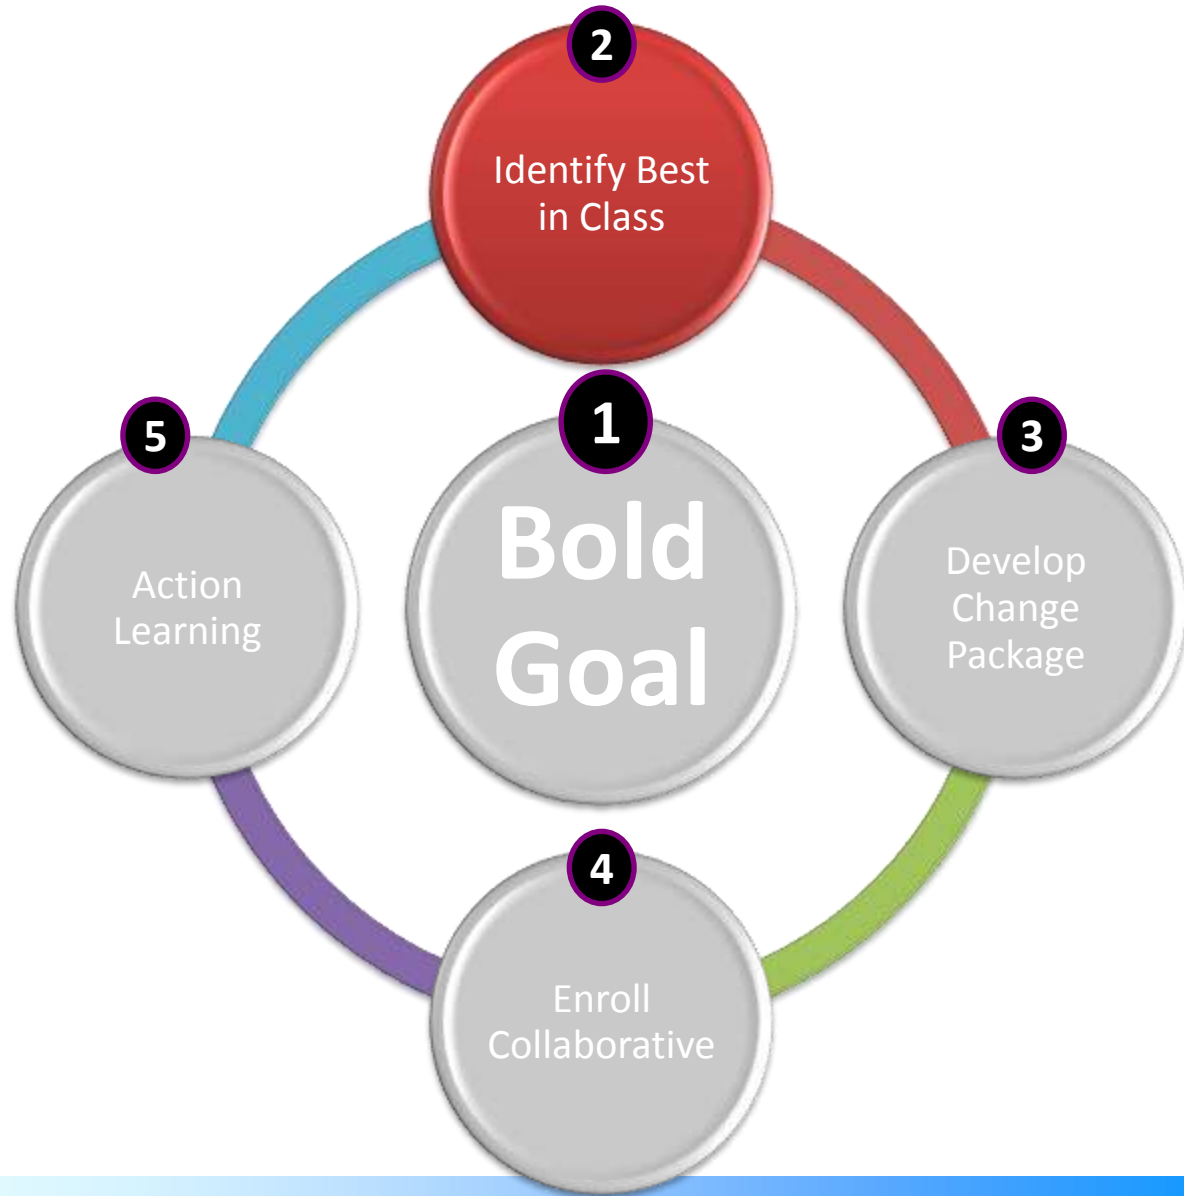 2
Identify Best
in Class
1
Bold
Goal
3
Develop
Change
Package
4
Enroll
Collaborative
5
Action
Learning